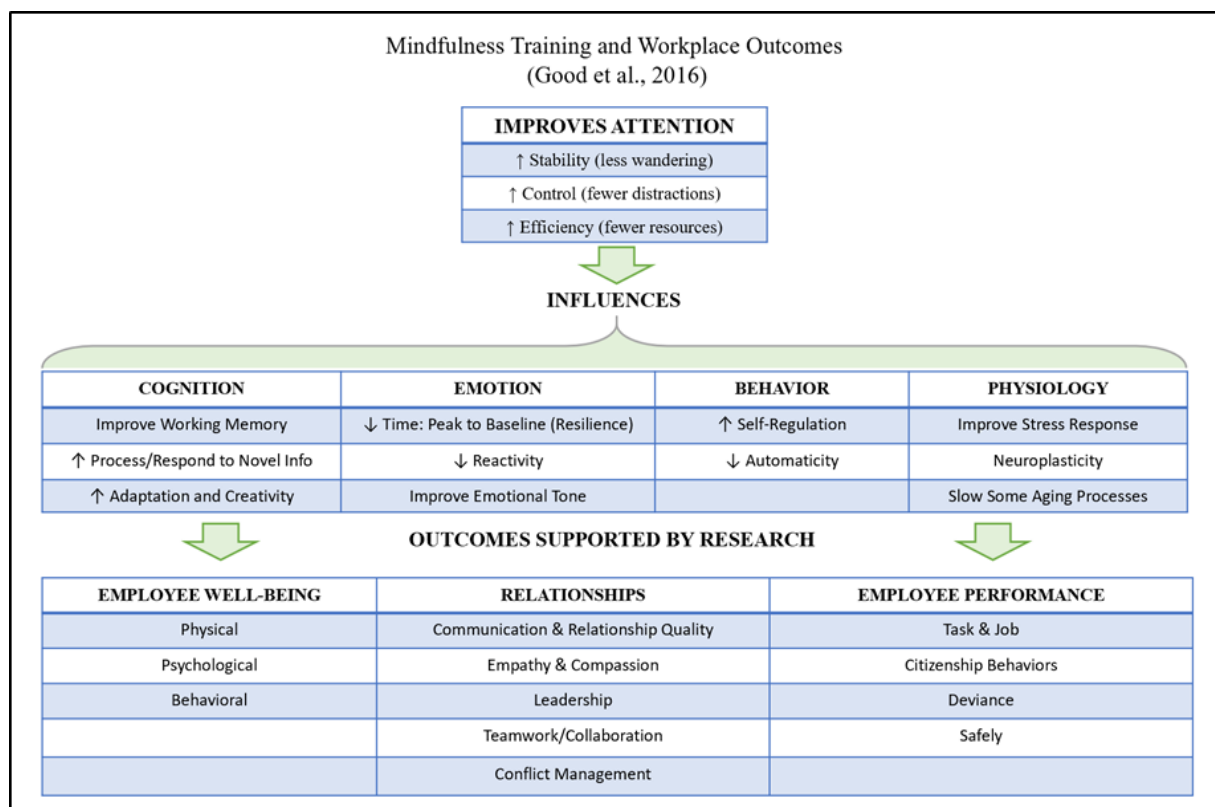 Mindfulness Training and Workplace Outcomes
(Good et al., 2016)
IMPROVES ATTENTION
↑ Stability (less wandering)
↑ Control (fewer distractions)
↑ Efficiency (fewer resources)
INFLUENCES
COGNITION EMOTION BEHAVIOR PHYSIOLOGY
Improve Working Memory ↓ Time: Peak to Baseline (Resilience) ↑ Self-Regulation Improve Stress Response
↑ Process/Respond to Novel Info ↓ Reactivity ↓ Automaticity Neuroplasticity
↑ Adaptation and Creativity Improve Emotional Tone Slow Some Aging Processes
OUTCOMES SUPPORTED BY RESEARCH
EMPLOYEE WELL-BEING RELATIONSHIPS EMPLOYEE PERFORMANCE
Physical Communication & Relationship Quality Task & Job
Psychological Empathy & Compassion Citizenship Behaviors
Behavioral Leadership Deviance
Teamwork/Collaboration Safely
Conflict Management